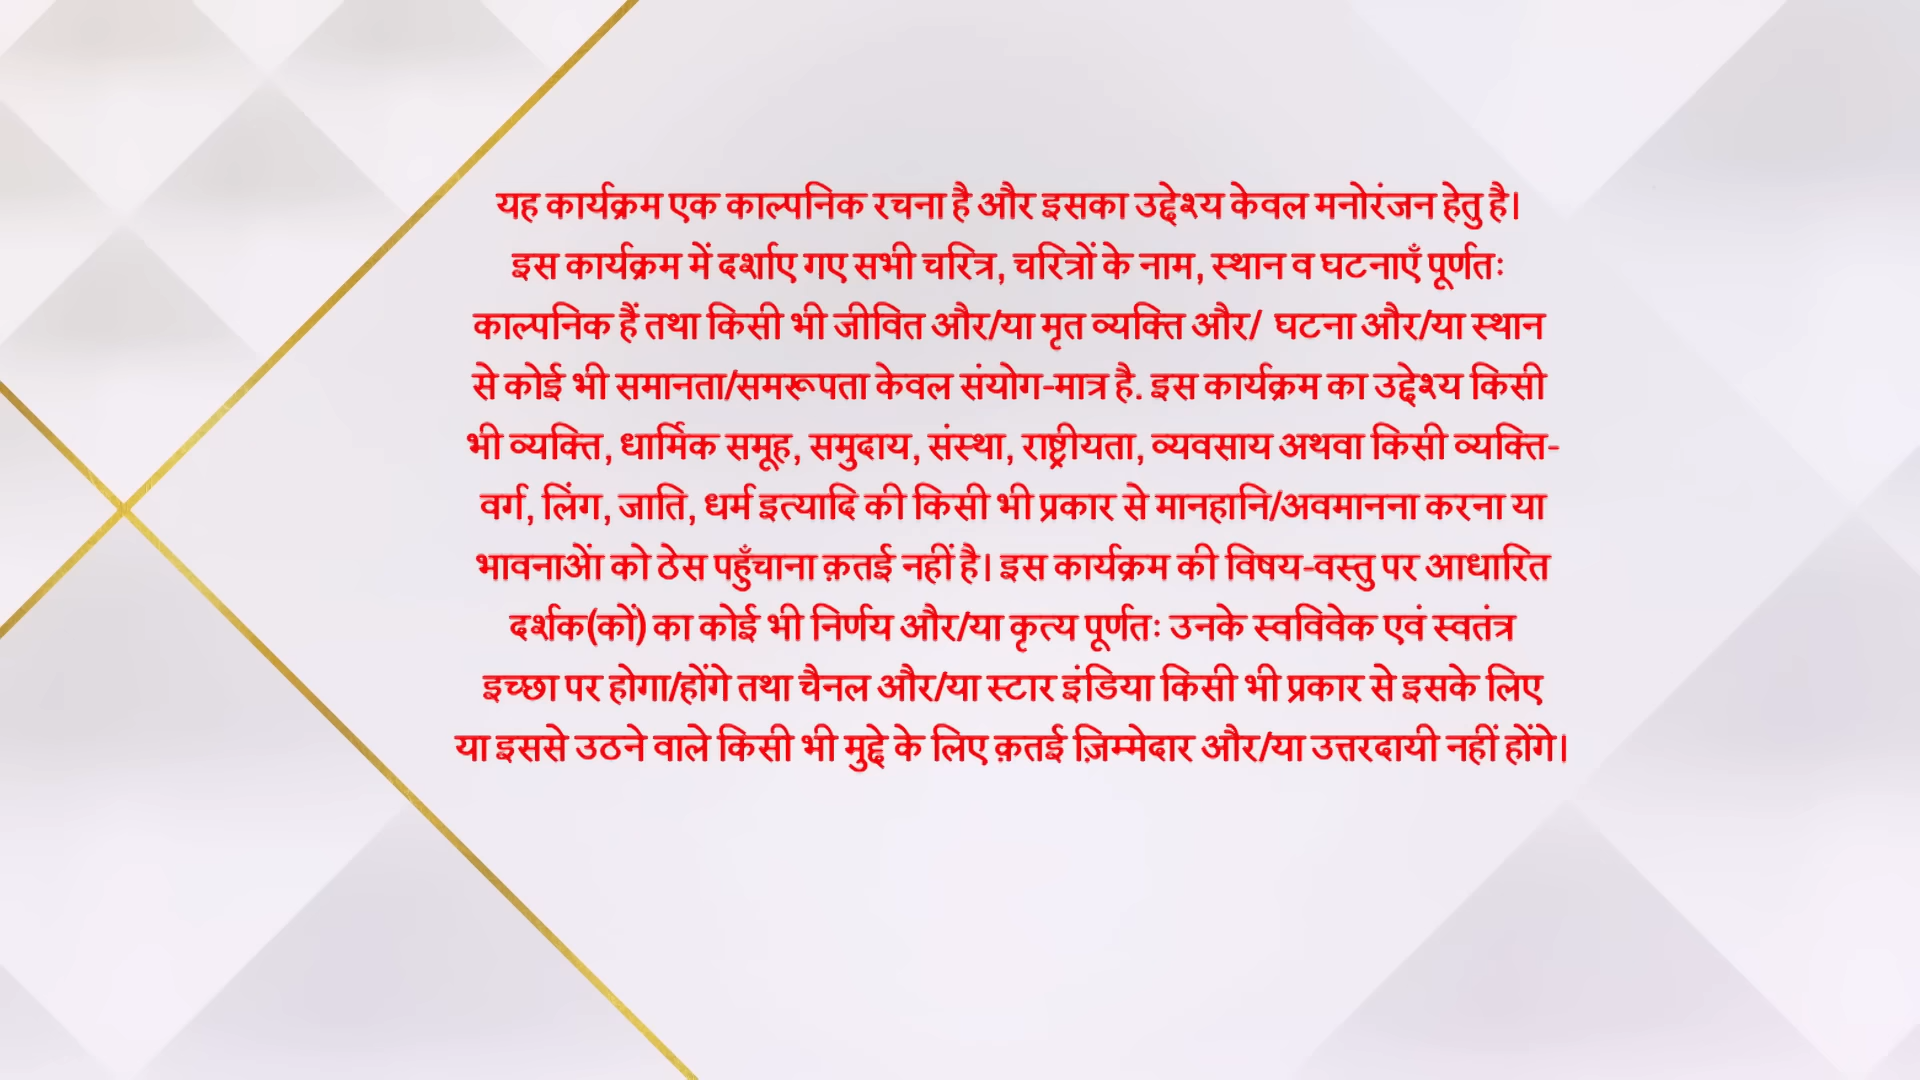 यह कार्यक्रम एक काल्पनिक रचना है और इसका उद्देश्य केवल मनोरंजन हेतु है।
इस कार्यक्रम में दर्शाए गए सभी चरित्र, चरित्रों के नाम, स्थान व घटनाएँ पूर्णतः
काल्पनिक हैं तथा किसी भी जीवित और/या मृत व्यक्ति और/ घटना और/या स्थान
से कोई भी समानता/समरूपता केवल संयोग-मात्र है. इस कार्यक्रम का उद्देश्य किसी
भी व्यक्ति, धार्मिक समूह, समुदाय, संस्था, राष्ट्रीयता, व्यवसाय अथवा किसी व्यक्ति-
वर्ग, लिंग, जाति, धर्म इत्यादि की किसी भी प्रकार से मानहानि/अवमानना करना या
भावनाओं को ठेस पहुँचाना क़तई नहीं है। इस कार्यक्रम की विषय-वस्तु पर आधारित
दर्शक(कों) का कोई भी निर्णय और/या कृत्य पूर्णतः उनके स्वविवेक एवं स्वतंत्र
इच्छा पर होगा/होंगे तथा चैनल और/या स्टार इंडिया किसी भी प्रकार से इसके लिए
या इससे उठने वाले किसी भी मुद्दे के लिए क़तई ज़िम्मेदार और/या उत्तरदायी नहीं होंगे।